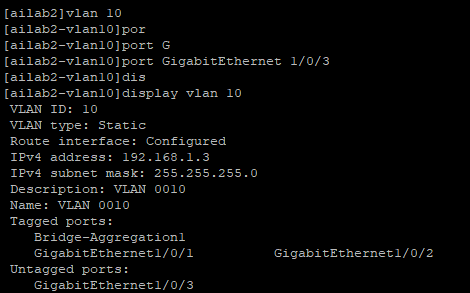 [ailab2]vlan 10
[ailab2-vlan10]por
[ailab2-vlan10]port G
[ailab2-vlan10]port GigabitEthernet 1/0/3
[ailab2-vlan10]dis
[ailab2-vlan10]display vlan 10
VLAN ID: 10
VLAN type: Static
Route interface: Configured
IPv4 address: 192.168.1.3
IPv4 subnet mask: 255.255.255.0
Description: VLAN 0010
Name: VLAN 0010
Tagged ports:
Bridge-Aggregation1
GigabitEthernet1/0/1 GigabitEthernet1/0/2
Untagged ports:
GigabitEthernet1/0/3